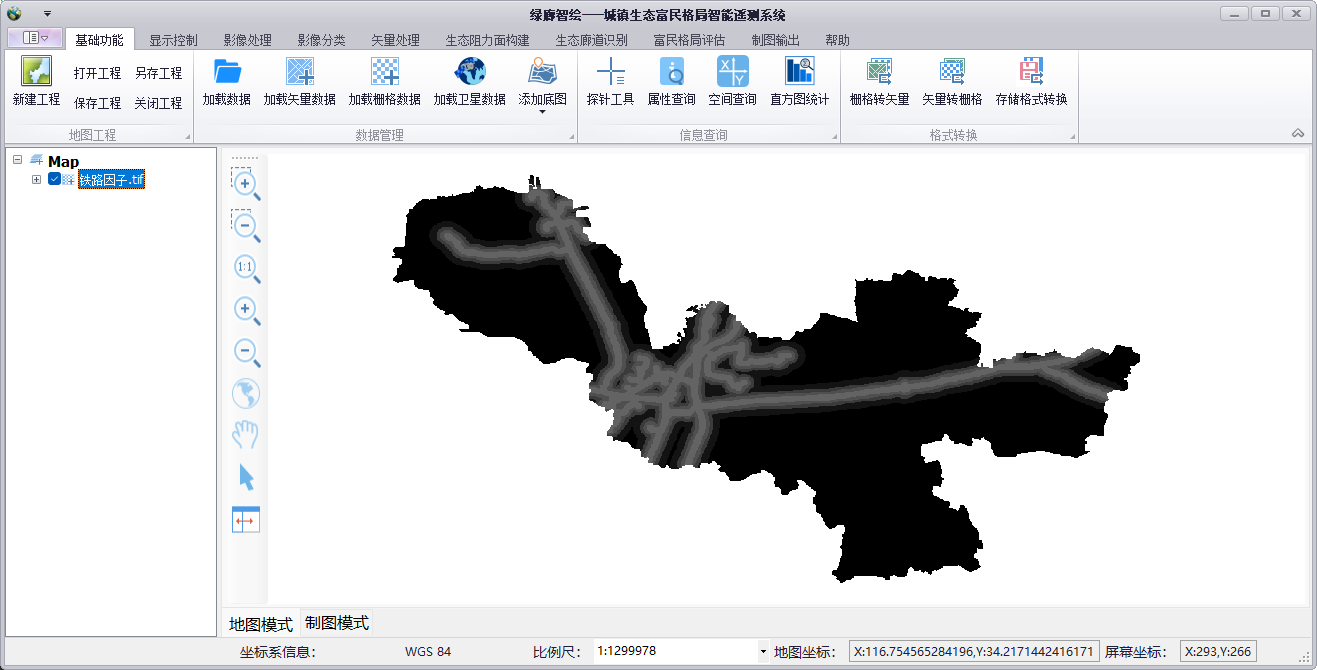 绿廊智绘——城镇生态富民格局智能遥测系统
基础功能 显示控制 影像处理 影像分类 矢量处理 生态阻力面构建 生态廊道识别 富民格局评估 制图输出 帮助
打开工程 另存工程
新建工程 保存工程 关闭工程
加载数据 加载矢量数据 加载栅格数据 加载卫星数据 添加底图 探针工具 属性查询 空间查询 直方图统计 栅格转矢量 矢量转栅格 存储格式转换
地图工程 数据管理 信息查询 格式转换
Map
铁路因子.tif
1:1
地图模式 制图模式
坐标系信息: WGS 84 比例尺: 1:1299978 地图坐标: X:116.754565284196,Y:34.2171442416171 屏幕坐标: X:293,Y:266